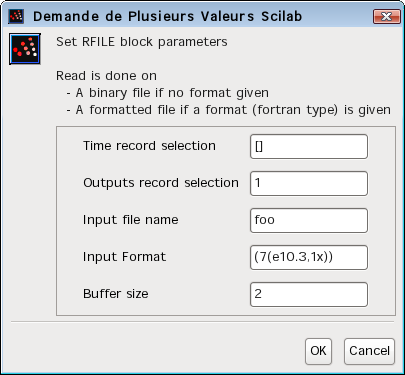 Demande de Plusieurs Valeurs Scilab
Set RFILE block parameters
Read is done on
- A binary file if no format given
- A formatted file if a format (fortran type) is given
Time record selection []
Outputs record selection 1
Input file name foo
Input Format (7(e10.3,1x))
Buffer size 2
OK Cancel